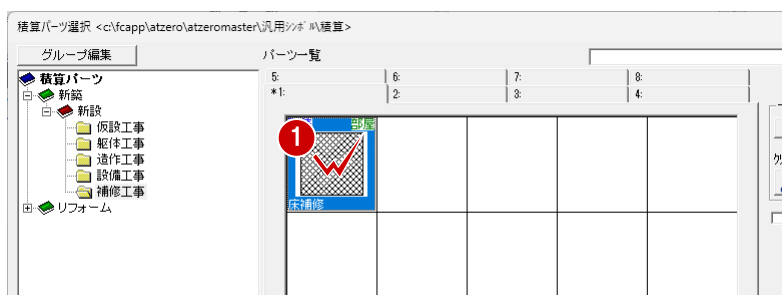 積算パーツ選択 <c:\fcapp\atzero\atzeromaster\汎用ｼﾝﾎﾞﾙ\積算>
グループ編集
パーツ一覧
積算パーツ
新築
新設
仮設工事
躯体工事
造作工事
設備工事
補修工事
リフォーム
5: 6: 7: 8:
*1: 2: 3: 4:
1
部屋
床補修